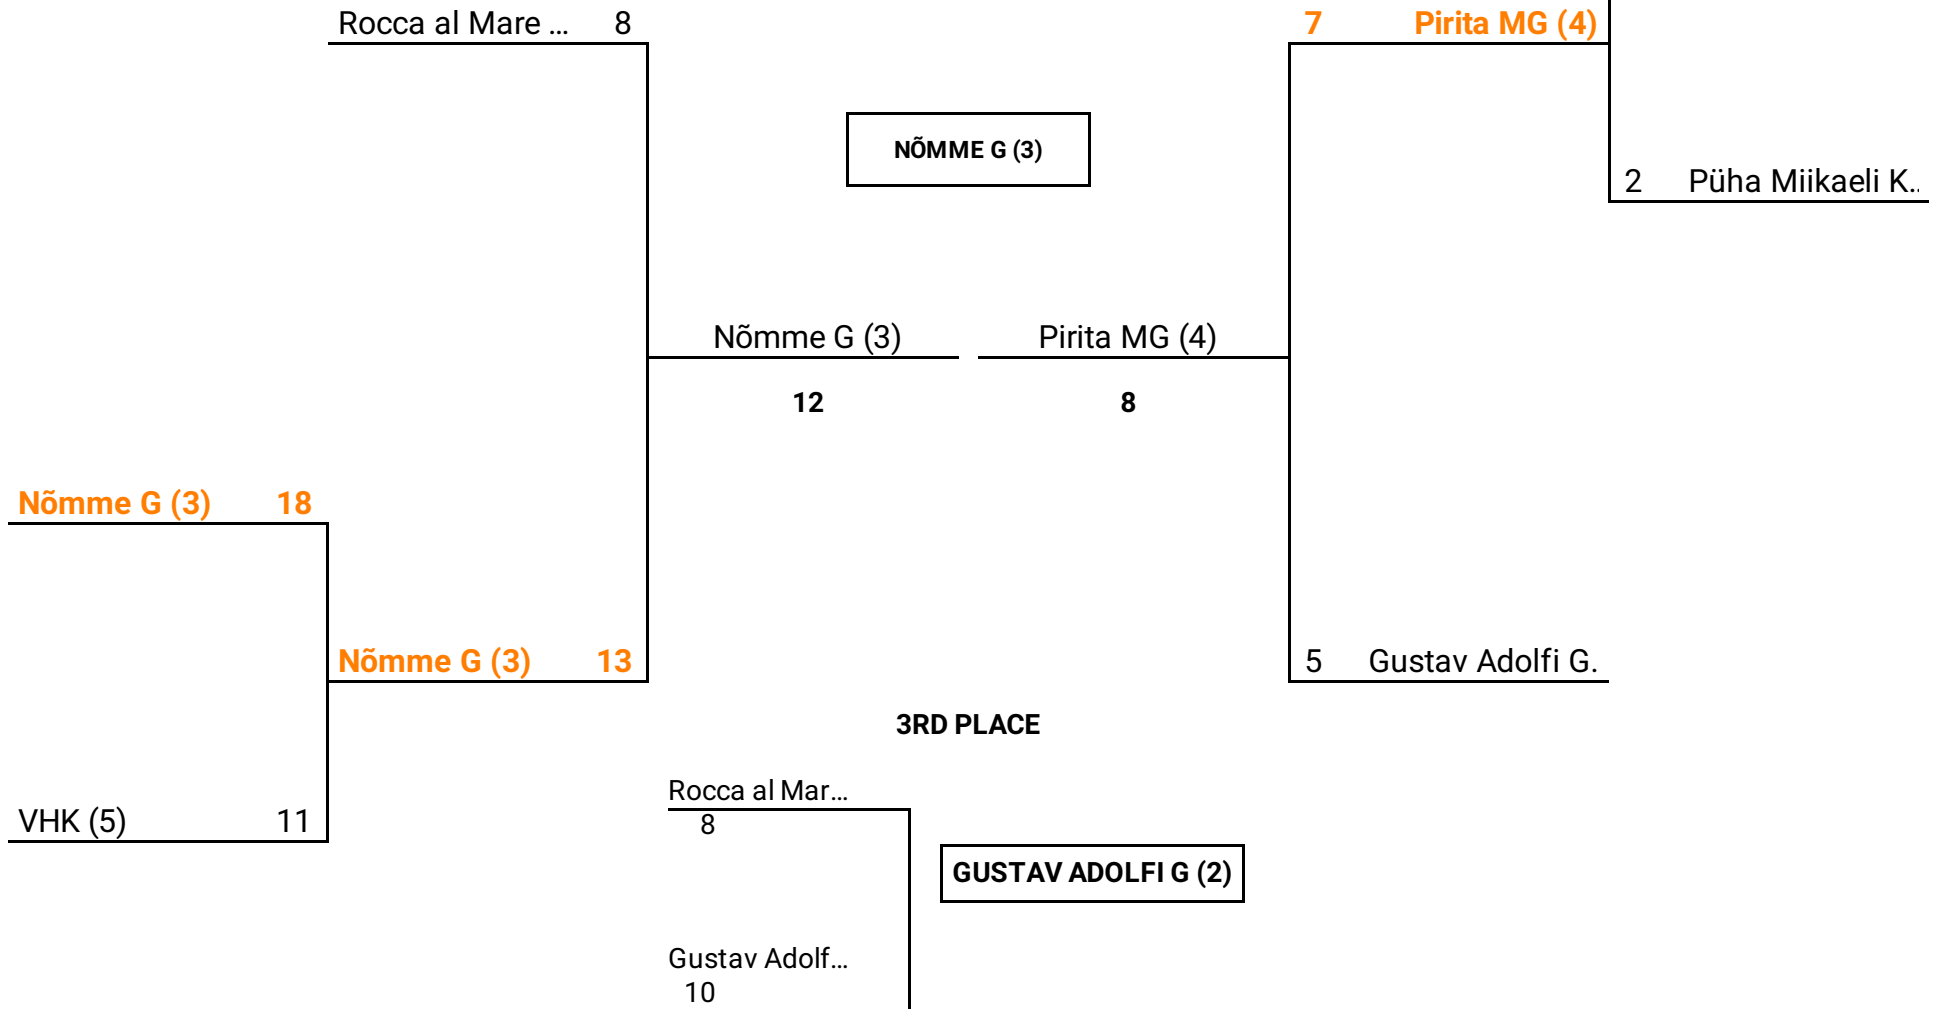 Rocca al Mare ... 8
7 Pirita MG (4)
NÕMME G (3)
2 Püha Miikaeli K..
Nõmme G (3) Pirita MG (4)
12 8
Nõmme G (3) 18
Nõmme G (3) 13
5 Gustav Adolfi G.
3RD PLACE
Rocca al Mar...
8
VHK (5) 11
GUSTAV ADOLFI G (2)
Gustav Adolf...
10